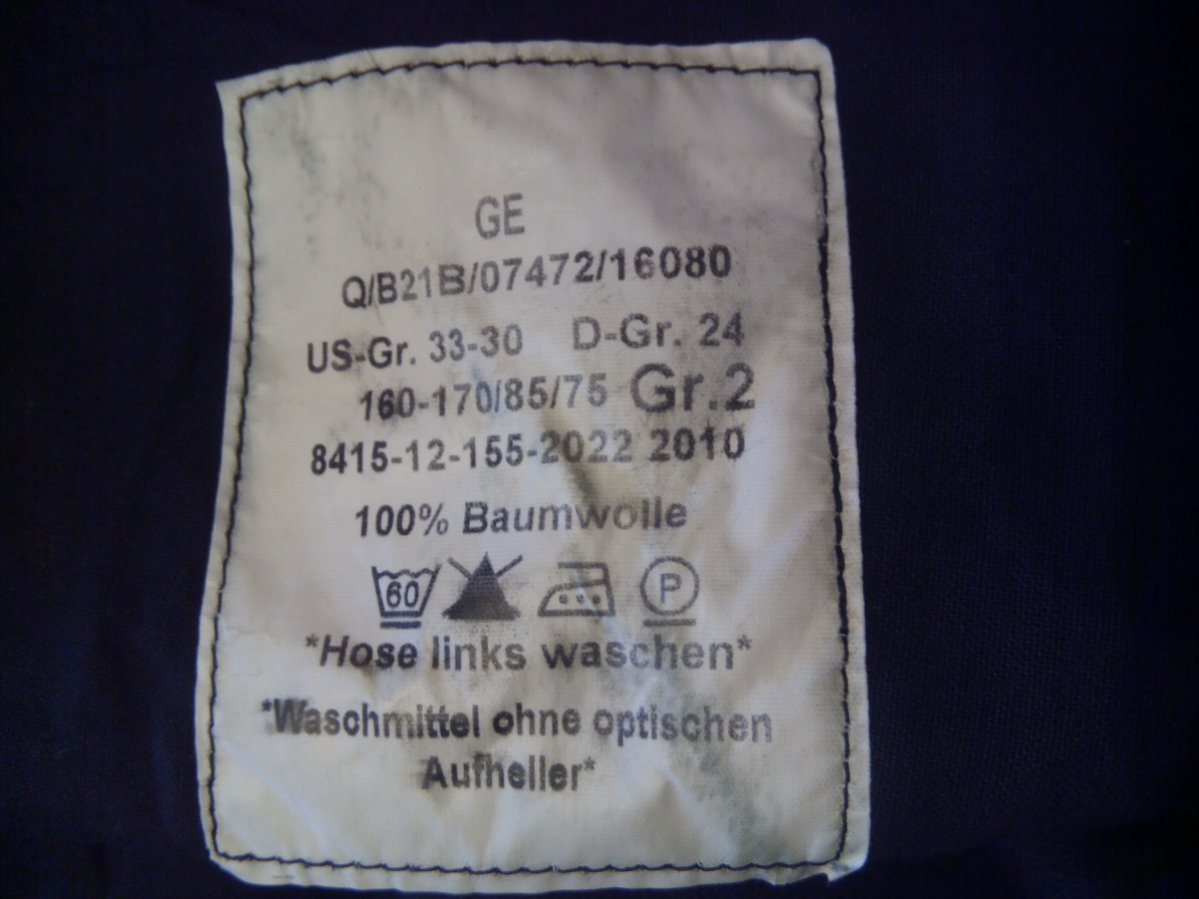 GE
Q/B21B/07472/16080
US-Gr. 33-30 D-Gr. 24
160-170/85/75 Gr.2
8415-12-155-2022 2010
100% Baumwolle
60 P
*Hose links waschen*
*Waschmittel ohne optischen
Aufheller*